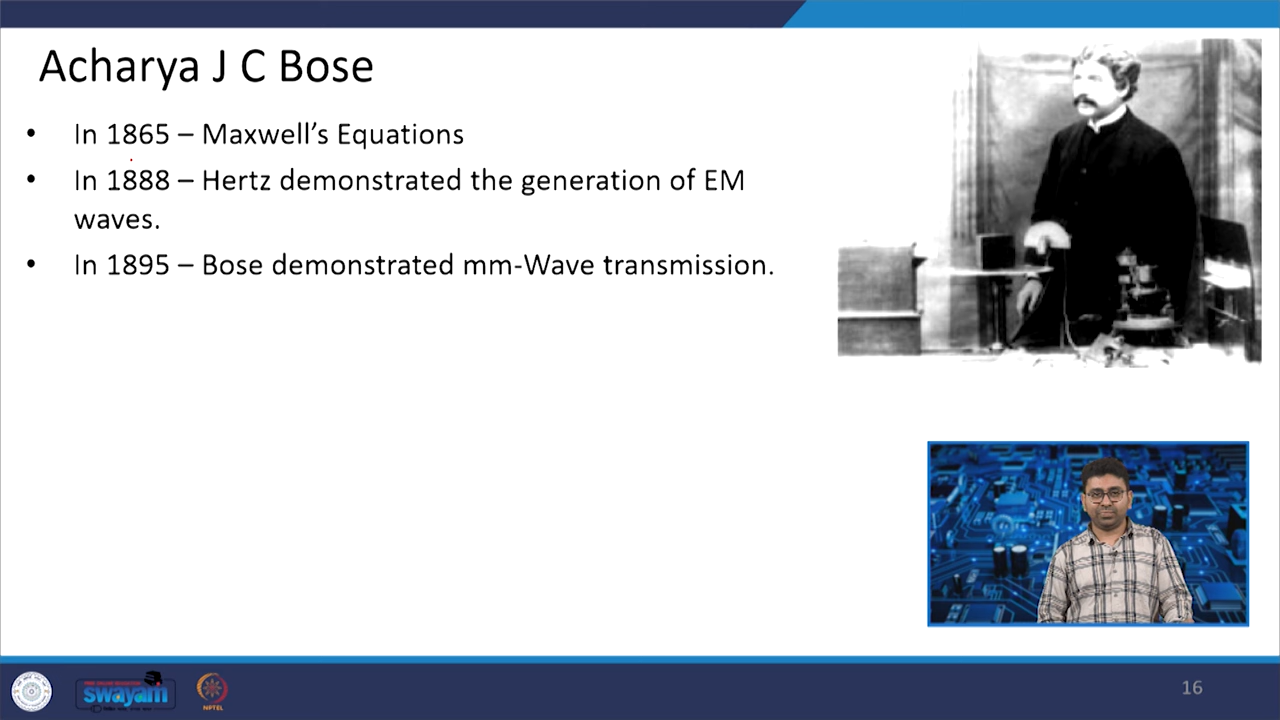 Acharya J C Bose
• In 1865 – Maxwell’s Equations
• In 1888 – Hertz demonstrated the generation of EM
waves.
• In 1895 – Bose demonstrated mm-Wave transmission.
swayam
NPTEL
16